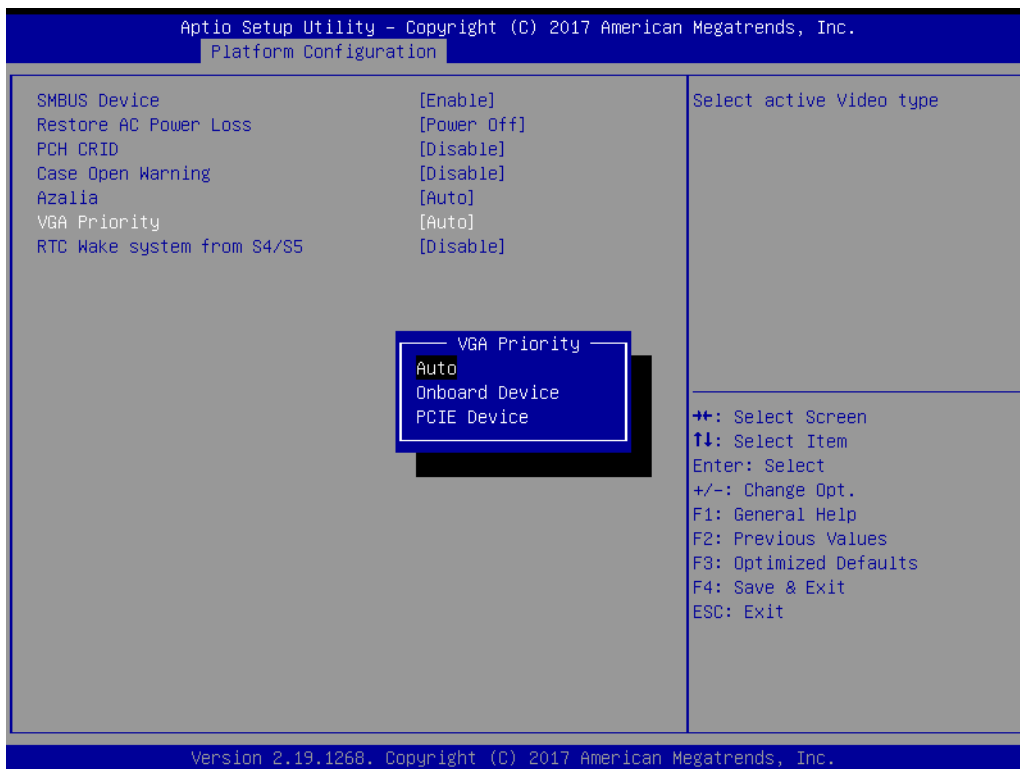 Aptio Setup Utility – Copyright (C) 2017 American Megatrends, Inc.
Platform Configuration
SMBUS Device [Enable]
Restore AC Power Loss [Power Off]
PCH CRID [Disable]
Case Open Warning [Disable]
Azalia [Auto]
VGA Priority [Auto]
RTC Wake system from S4/S5 [Disable]
VGA Priority
Auto
Onboard Device
PCIE Device
Select active Video type
→←: Select Screen
↑↓: Select Item
Enter: Select
+/-: Change Opt.
F1: General Help
F2: Previous Values
F3: Optimized Defaults
F4: Save & Exit
ESC: Exit
Version 2.19.1268. Copyright (C) 2017 American Megatrends, Inc.